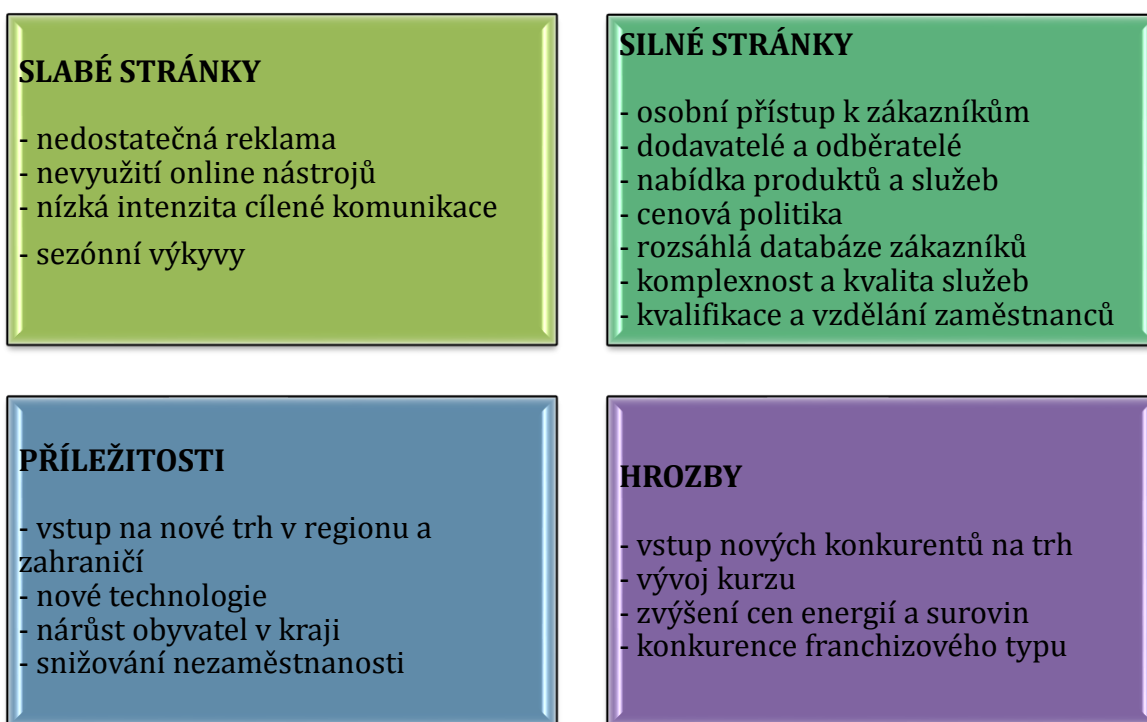 SLABÉ STRÁNKY
- nedostatečná reklama
- nevyužití online nástrojů
- nízká intenzita cílené komunikace
- sezónní výkyvy
SILNÉ STRÁNKY
- osobní přístup k zákazníkům
- dodavatelé a odběratelé
- nabídka produktů a služeb
- cenová politika
- rozsáhlá databáze zákazníků
- komplexnost a kvalita služeb
- kvalifikace a vzdělání zaměstnanců
PŘÍLEŽITOSTI
- vstup na nové trh v regionu a
zahraničí
- nové technologie
- nárůst obyvatel v kraji
- snižování nezaměstnanosti
HROZBY
- vstup nových konkurentů na trh
- vývoj kurzu
- zvýšení cen energií a surovin
- konkurence franchizového typu